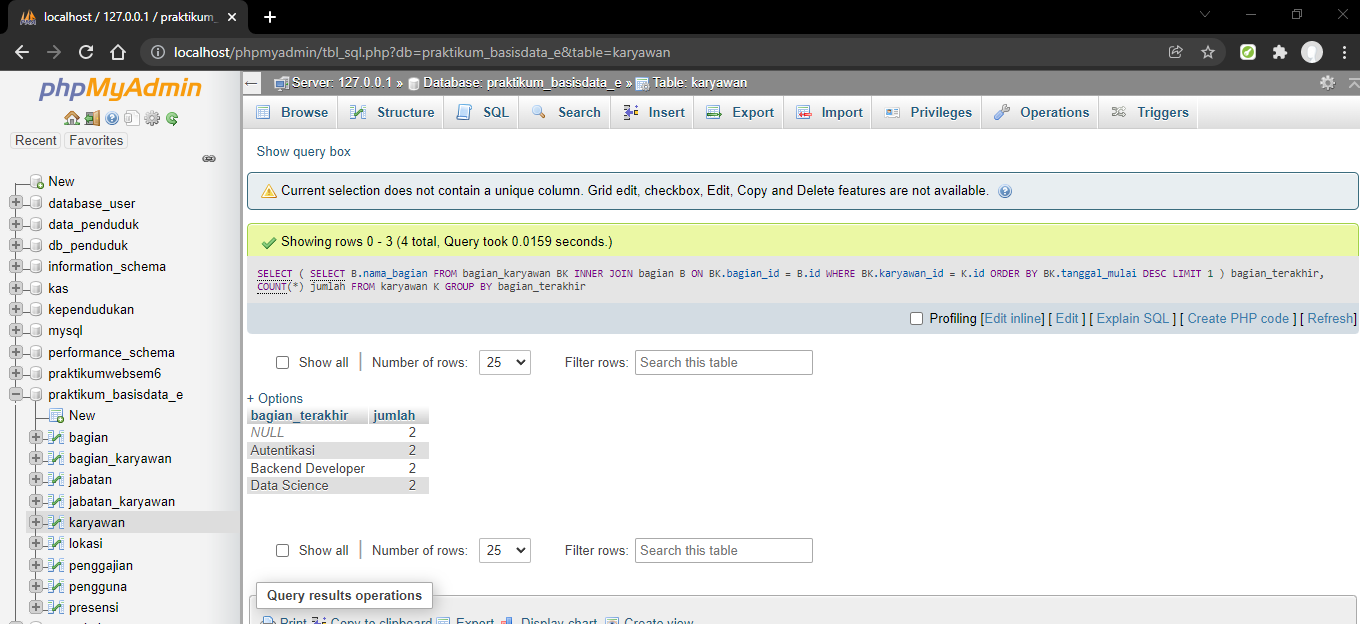 localhost / 127.0.0.1 / praktikum_
localhost/phpmyadmin/tbl_sql.php?db=praktikum_basisdata_e&table=karyawan
phpMyAdmin
Recent Favorites
New
database_user
data_penduduk
db_penduduk
information_schema
kas
kependudukan
mysql
performance_schema
praktikumwebsem6
praktikum_basisdata_e
New
bagian
bagian_karyawan
jabatan
jabatan_karyawan
karyawan
lokasi
penggajian
pengguna
presensi
Server: 127.0.0.1 » Database: praktikum_basisdata_e » Table: karyawan
Browse Structure SQL Search Insert Export Import Privileges Operations Triggers
Show query box
Current selection does not contain a unique column. Grid edit, checkbox, Edit, Copy and Delete features are not available.
Showing rows 0 - 3 (4 total, Query took 0.0159 seconds.)
SELECT ( SELECT B.nama_bagian FROM bagian_karyawan BK INNER JOIN bagian B ON BK.bagian_id = B.id WHERE BK.karyawan_id = K.id ORDER BY BK.tanggal_mulai DESC LIMIT 1 ) bagian_terakhir,
COUNT(*) jumlah FROM karyawan K GROUP BY bagian_terakhir
Profiling [Edit inline] [ Edit ] [ Explain SQL ] [ Create PHP code ] [ Refresh]
Show all Number of rows: 25 Filter rows: Search this table
+ Options
bagian_terakhir jumlah
NULL 2
Autentikasi 2
Backend Developer 2
Data Science 2
Show all Number of rows: 25 Filter rows: Search this table
Query results operations
Print Copy to clipboard Export Display chart Create view